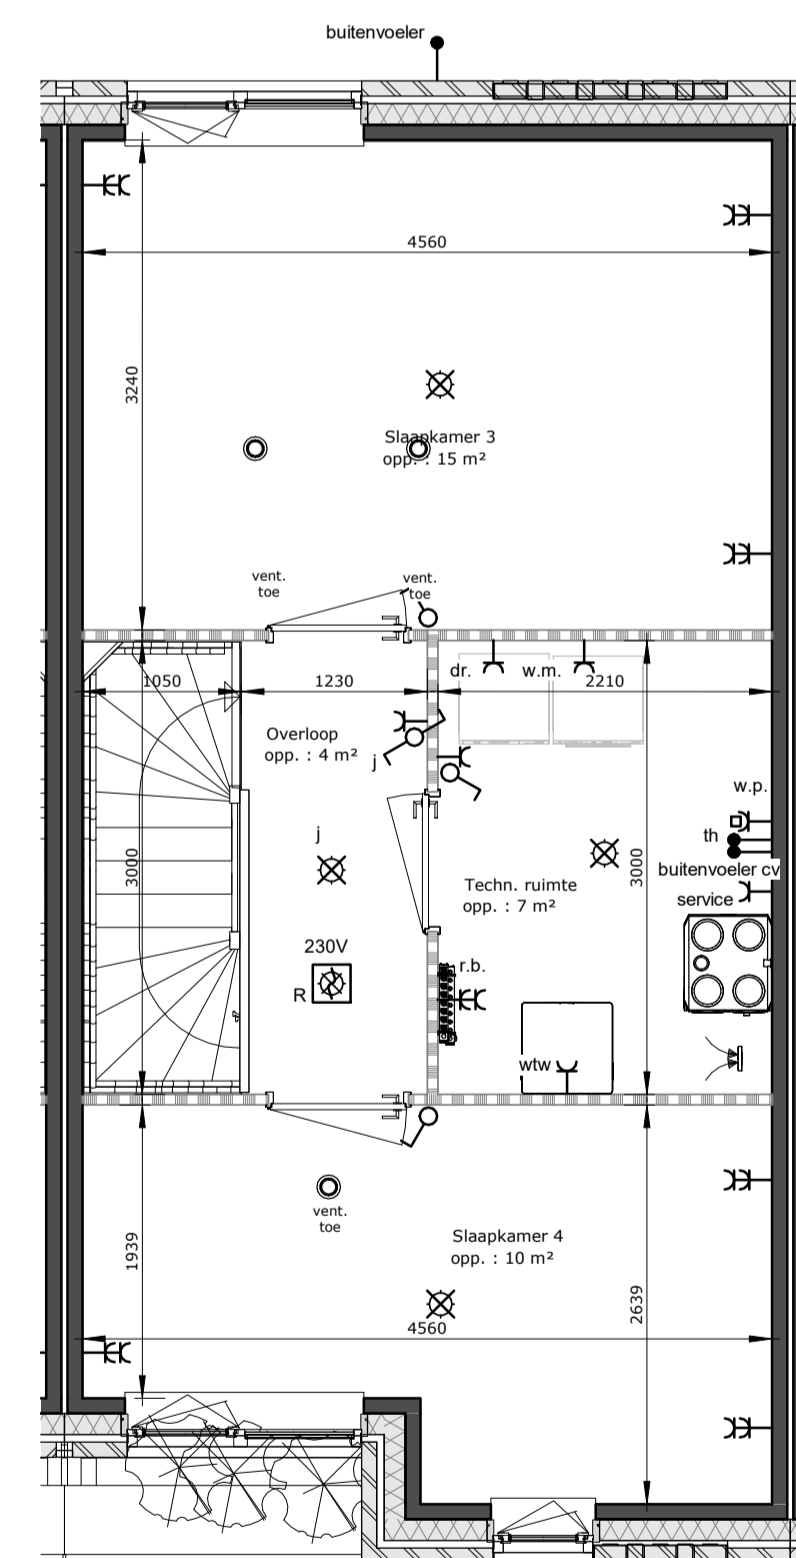 buitenvoeler
4560
3240
Slaapkamer 3
opp. : 15 m²
vent.
toe
vent.
toe
dr.
w.m.
1050
1230
2210
Overloop
opp. : 4 m²
j
w.p.
j
th
3000
3000
buitenvoeler cv
Techn. ruimte
opp. : 7 m²
service
230V
r.b.
R
wtw
vent.
toe
1939
Slaapkamer 4
opp. : 10 m²
2639
4560